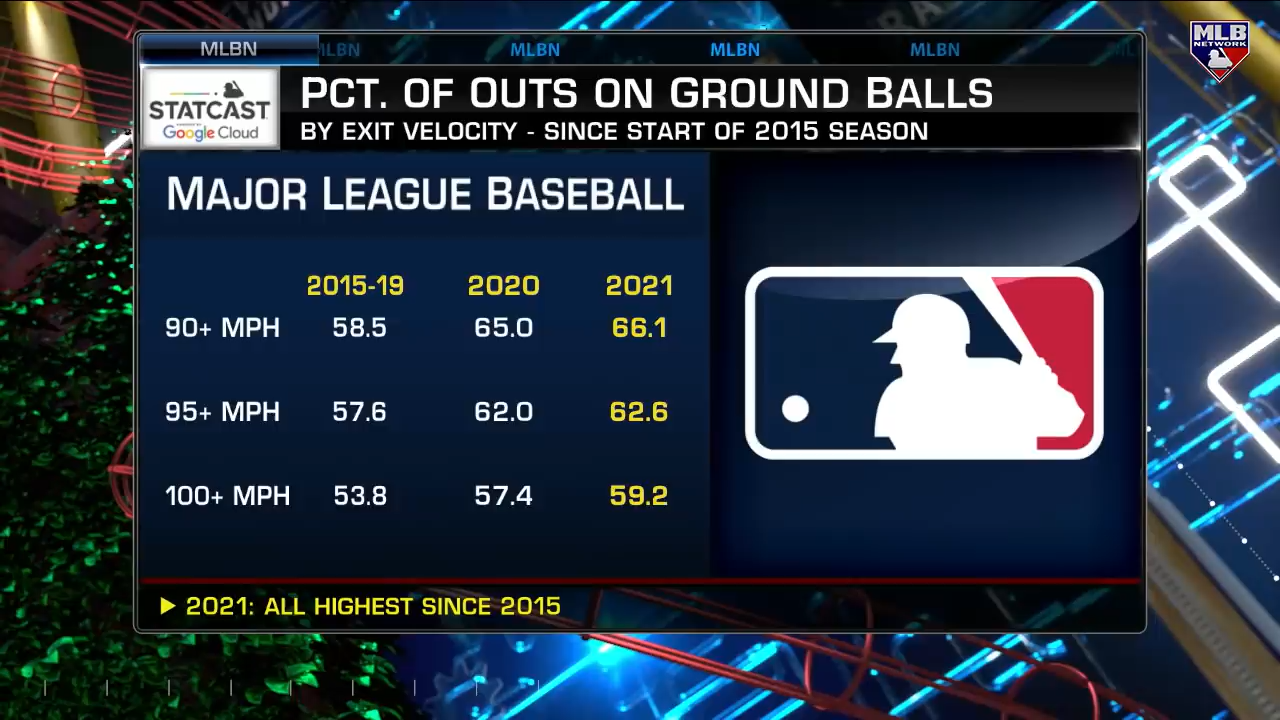 MLBN MLBN MLBN MLBN MLBN
MLB
NETWORK
STATCAST
Google Cloud
PCT. OF OUTS ON GROUND BALLS
BY EXIT VELOCITY - SINCE START OF 2015 SEASON
MAJOR LEAGUE BASEBALL
2015-19 2020 2021
90+ MPH 58.5 65.0 66.1
95+ MPH 57.6 62.0 62.6
100+ MPH 53.8 57.4 59.2
2021: ALL HIGHEST SINCE 2015